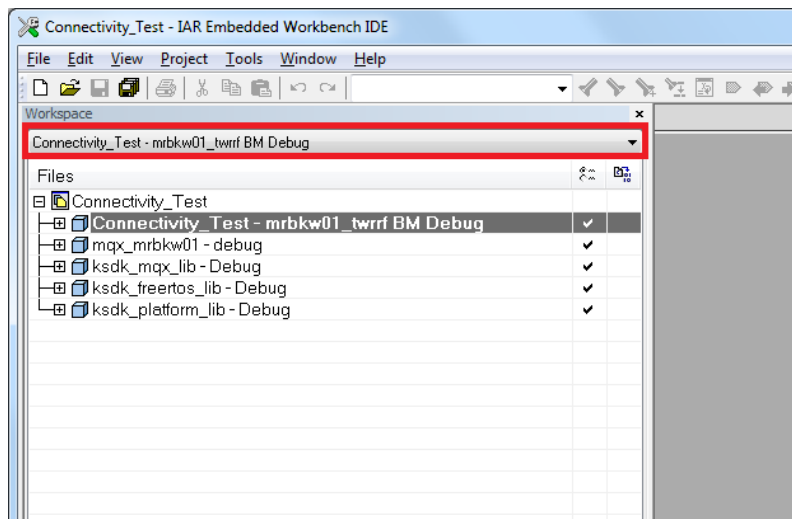 Connectivity_Test - IAR Embedded Workbench IDE
File Edit View Project Tools Window Help
Workspace
Connectivity_Test - mrbkw01_twrrf BM Debug
Files
Connectivity_Test
Connectivity_Test - mrbkw01_twrrf BM Debug
mqx_mrbkw01 - debug
ksdk_mqx_lib - Debug
ksdk_freertos_lib - Debug
ksdk_platform_lib - Debug